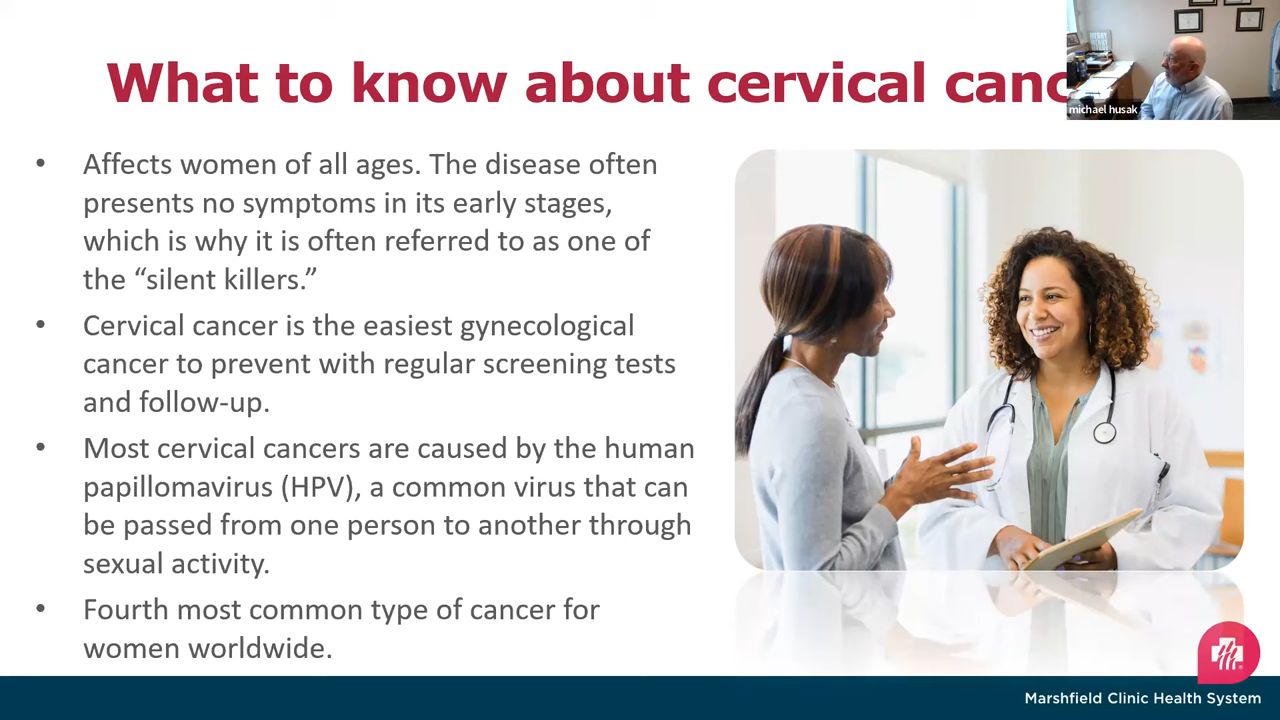 What to know about cervical canc
michael husak
• Affects women of all ages. The disease often
presents no symptoms in its early stages,
which is why it is often referred to as one of
the “silent killers.”
• Cervical cancer is the easiest gynecological
cancer to prevent with regular screening tests
and follow-up.
• Most cervical cancers are caused by the human
papillomavirus (HPV), a common virus that can
be passed from one person to another through
sexual activity.
• Fourth most common type of cancer for
women worldwide.
Marshfield Clinic Health System